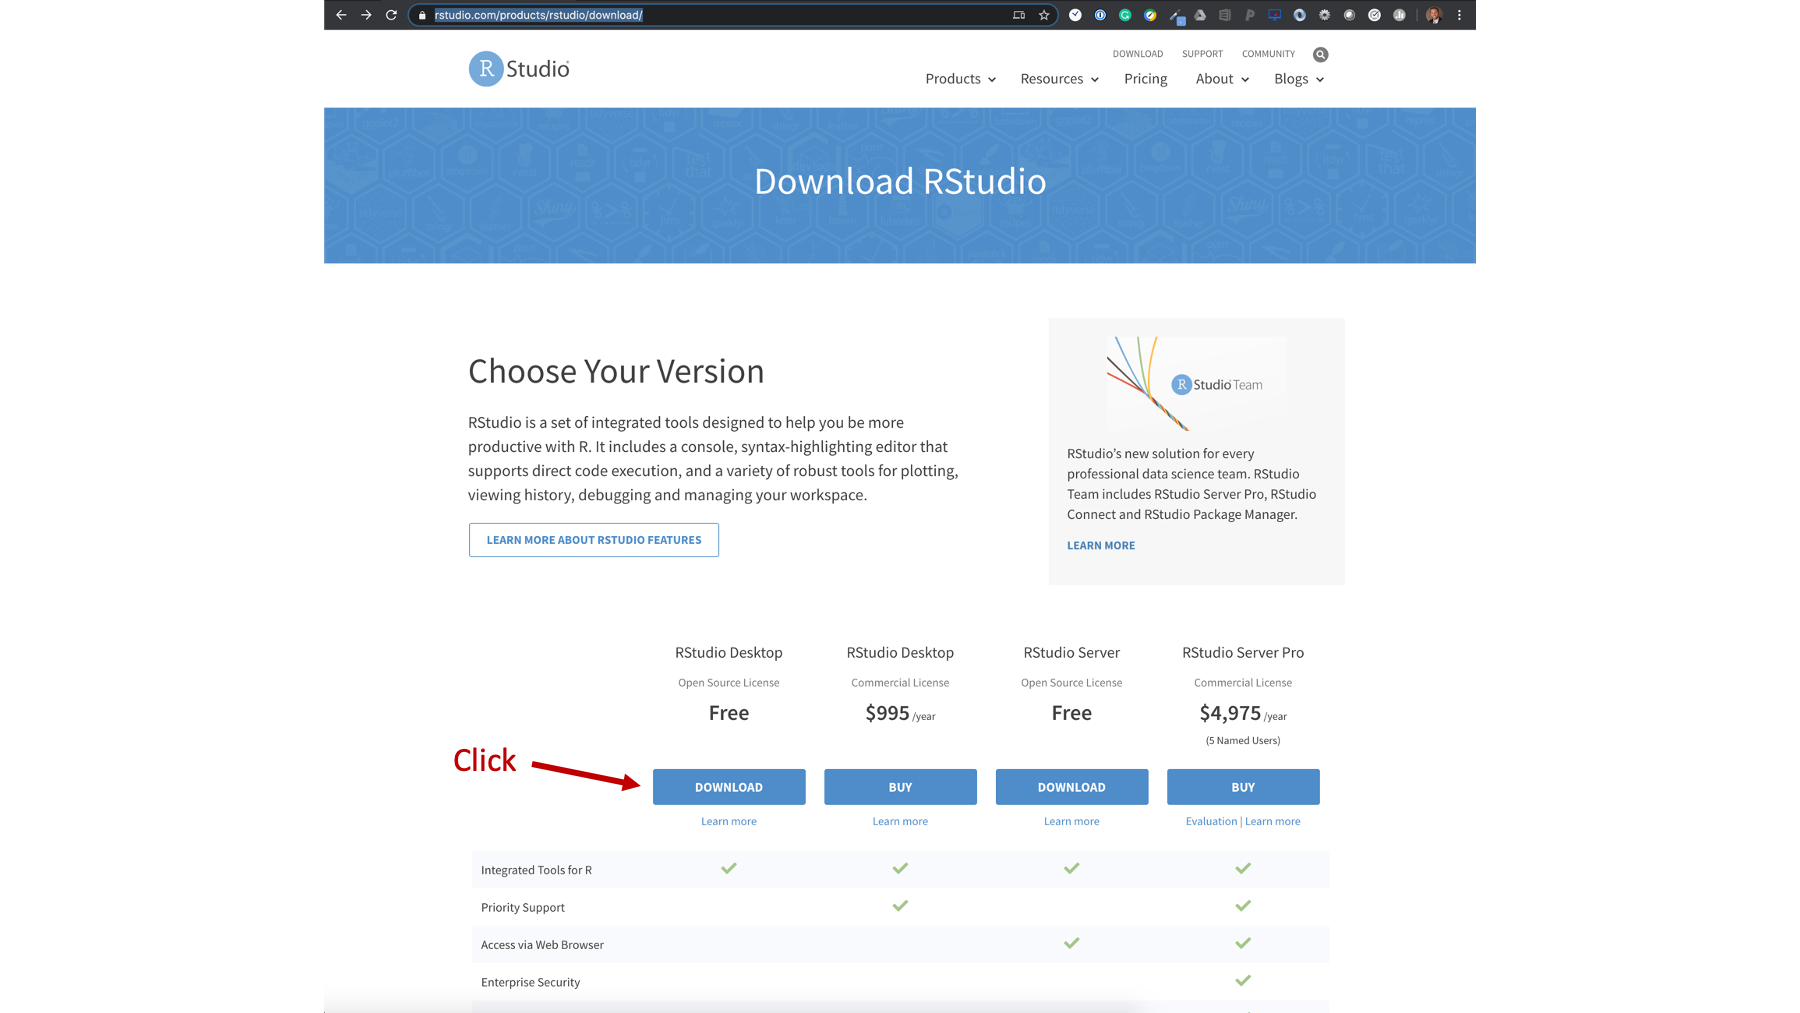 rstudio.com/products/rstudio/download/
R Studio
DOWNLOAD SUPPORT COMMUNITY
Products Resources Pricing About Blogs
Download RStudio
Choose Your Version
RStudio is a set of integrated tools designed to help you be more
productive with R. It includes a console, syntax-highlighting editor that
supports direct code execution, and a variety of robust tools for plotting,
viewing history, debugging and managing your workspace.
LEARN MORE ABOUT RSTUDIO FEATURES
R Studio Team
RStudio’s new solution for every
professional data science team. RStudio
Team includes RStudio Server Pro, RStudio
Connect and RStudio Package Manager.
LEARN MORE
RStudio Desktop RStudio Desktop RStudio Server RStudio Server Pro
Open Source License Commercial License Open Source License Commercial License
Free $995 /year Free $4,975 /year
(5 Named Users)
Click
DOWNLOAD BUY DOWNLOAD BUY
Learn more Learn more Learn more Evaluation | Learn more
Integrated Tools for R
Priority Support
Access via Web Browser
Enterprise Security